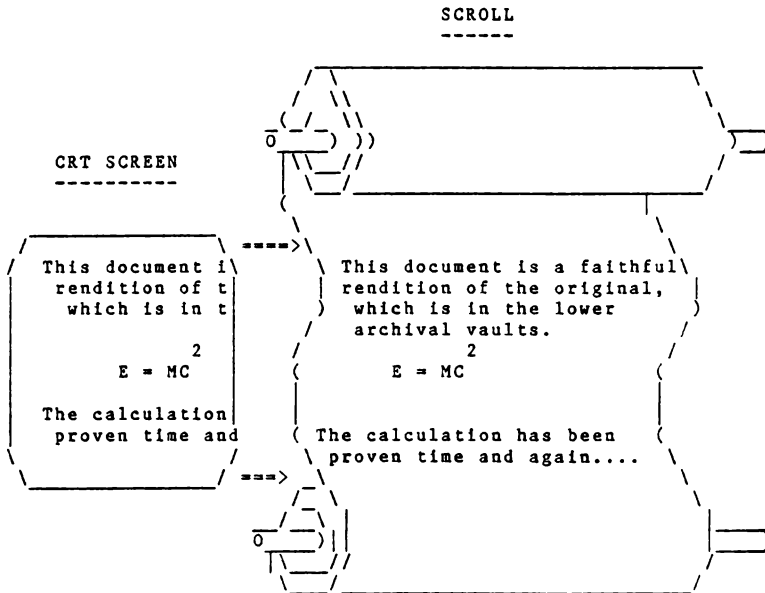 SCROLL
CRT SCREEN
This document i
rendition of t
which is in t
2
E = MC
The calculation
proven time and
This document is a faithful
rendition of the original,
which is in the lower
archival vaults.
2
E = MC
The calculation has been
proven time and again....